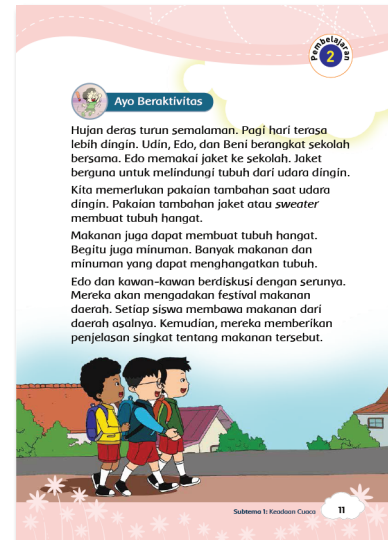 Pembelajaran
2
Ayo Beraktivitas
Hujan deras turun semalaman. Pagi hari terasa
lebih dingin. Udin, Edo, dan Beni berangkat sekolah
bersama. Edo memakai jaket ke sekolah. Jaket
berguna untuk melindungi tubuh dari udara dingin.
Kita memerlukan pakaian tambahan saat udara
dingin. Pakaian tambahan jaket atau sweater
membuat tubuh hangat.
Makanan juga dapat membuat tubuh hangat.
Begitu juga minuman. Banyak makanan dan
minuman yang dapat menghangatkan tubuh.
Edo dan kawan-kawan berdiskusi dengan serunya.
Mereka akan mengadakan festival makanan
daerah. Setiap siswa membawa makanan dari
daerah asalnya. Kemudian, mereka memberikan
penjelasan singkat tentang makanan tersebut.
Subtema 1: Keadaan Cuaca
11